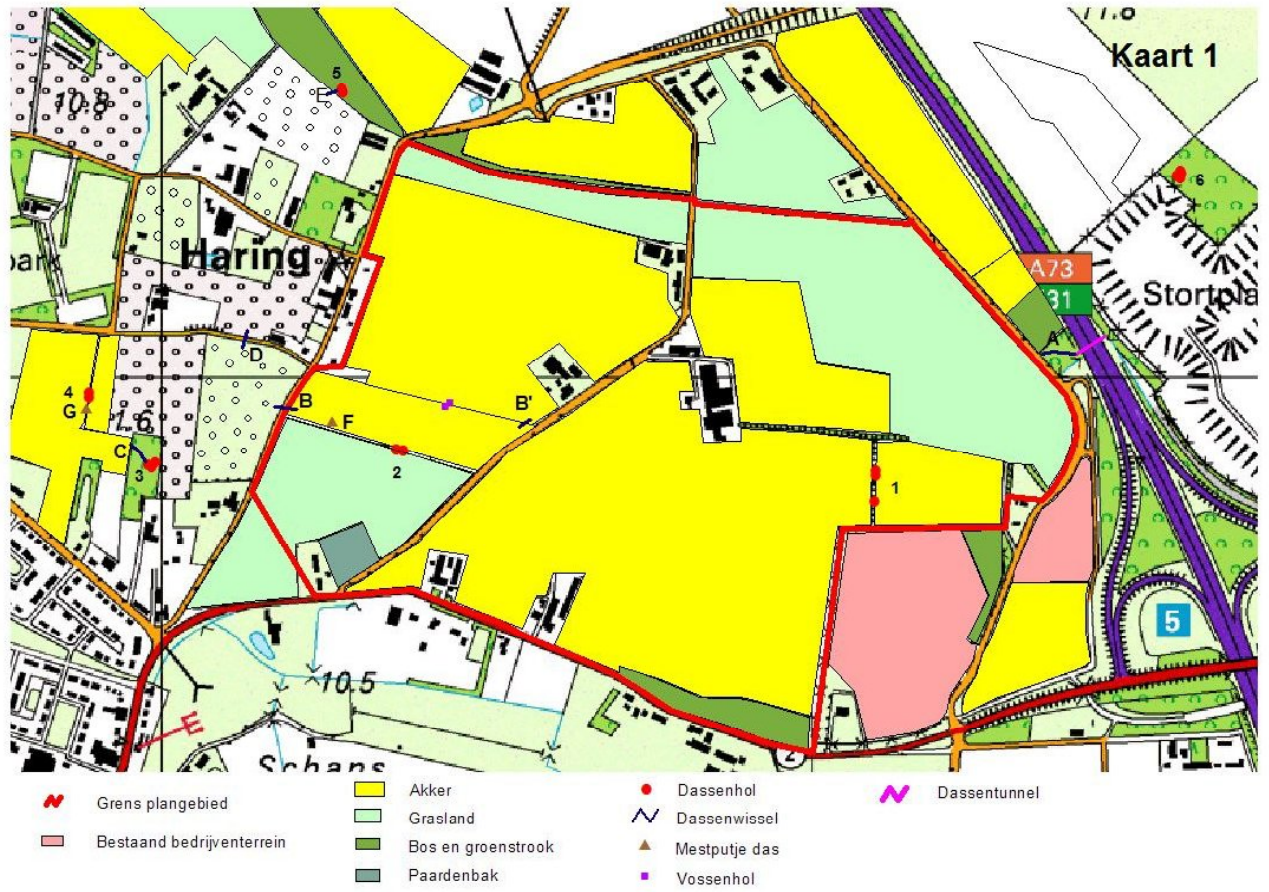 11.8
Kaart 1
10.8
5
E
6
Haring
park
A73
31
Stortpla
A
D
4
G
1.6
B
F
B'
C
3
2
1
5
10.5
Schans
2
Grens plangebied
Bestaand bedrijventerrein
Akker
Grasland
Bos en groenstrook
Paardenbak
Dassenhol
Dassenwissel
Mestputje das
Vossenhol
Dassentunnel